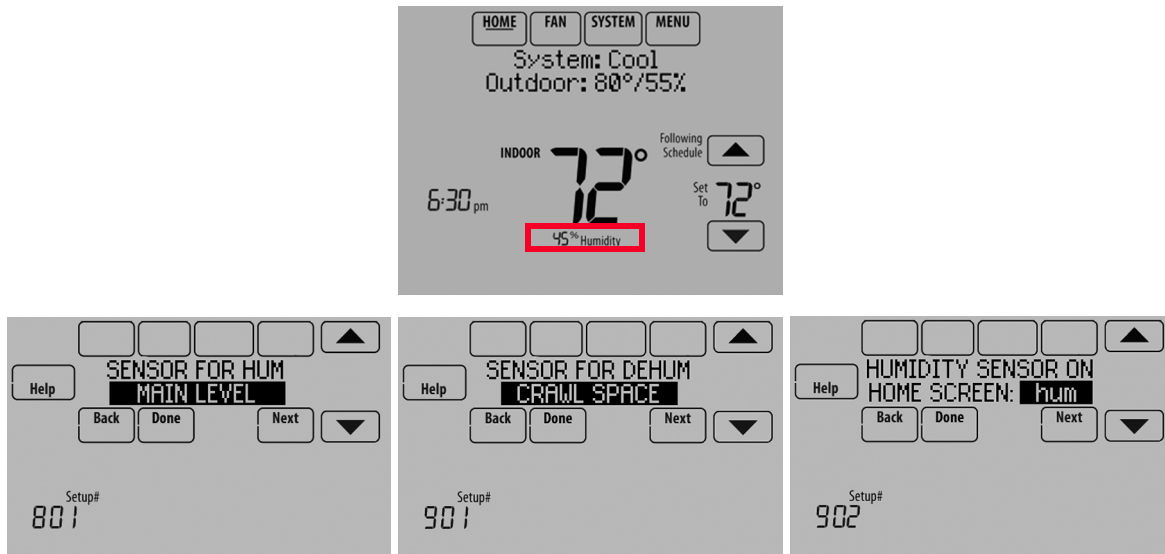 HOME FAN SYSTEM MENU
System: Cool
Outdoor: 80°/55%
Following
Schedule
INDOOR 72°
Set
To 72°
6:30 pm
45% Humidity
SENSOR FOR HUM
Help MAIN LEVEL
Back Done Next
Setup#
801
SENSOR FOR DEHUM
Help CRAWL SPACE
Back Done Next
Setup#
901
HUMIDITY SENSOR ON
Help HOME SCREEN: hum
Back Done Next
Setup#
902